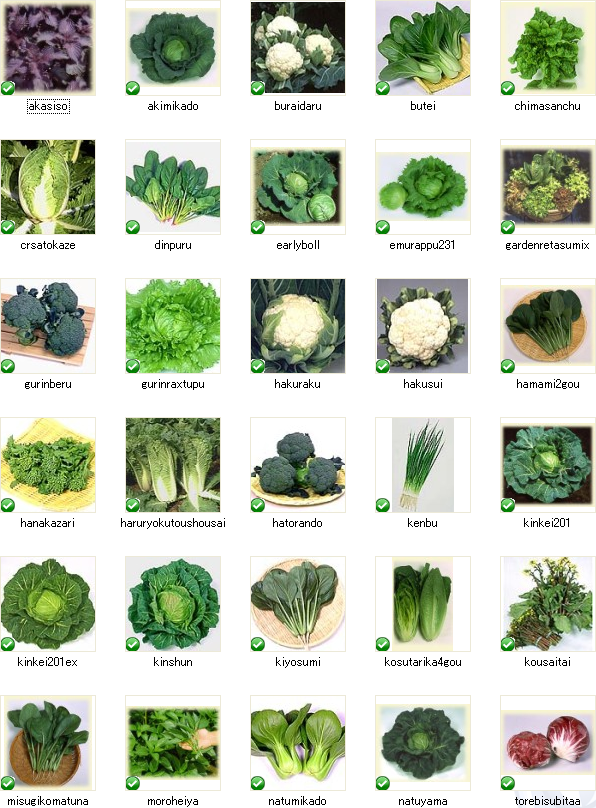 akasiso
akimikado
buraidaru
butei
chimasanchu
crsatokaze
dinpuru
earlyboll
emurappu231
gardenretasumix
gurinberu
gurinraxtupu
hakuraku
hakusui
hamami2gou
hanakazari
haruryokutoushousai
hatorando
kenbu
kinkei201
kinkei201ex
kinshun
kiyosumi
kosutarika4gou
kousaitai
misugikomatuna
moroheiya
natumikado
natuyama
torebisubitaa